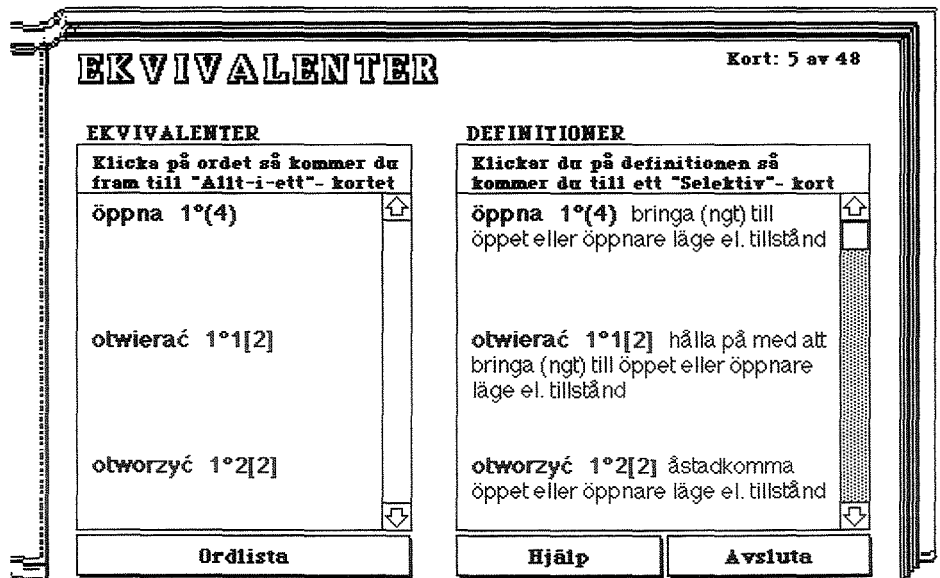 EKVIVALENTER
Kort: 5 av 48
EKVIVALENTER
Klicka på ordet så kommer du
fram till "Allt-i-ett"- kortet
öppna 1°(4)
otwierać 1°1[2]
otworzyć 1°2[2]
DEFINITIONER
Klickar du på definitionen så
kommer du till ett "Selektiv"- kort
öppna 1°(4) bringa (ngt) till
öppet eller öppnare läge el. tillstånd
otwierać 1°1[2] hålla på med att
bringa (ngt) till öppet eller öppnare
läge el. tillstånd
otworzyć 1°2[2] åstadkomma
öppet eller öppnare läge el. tillstånd
Ordlista
Hjälp
Avsluta